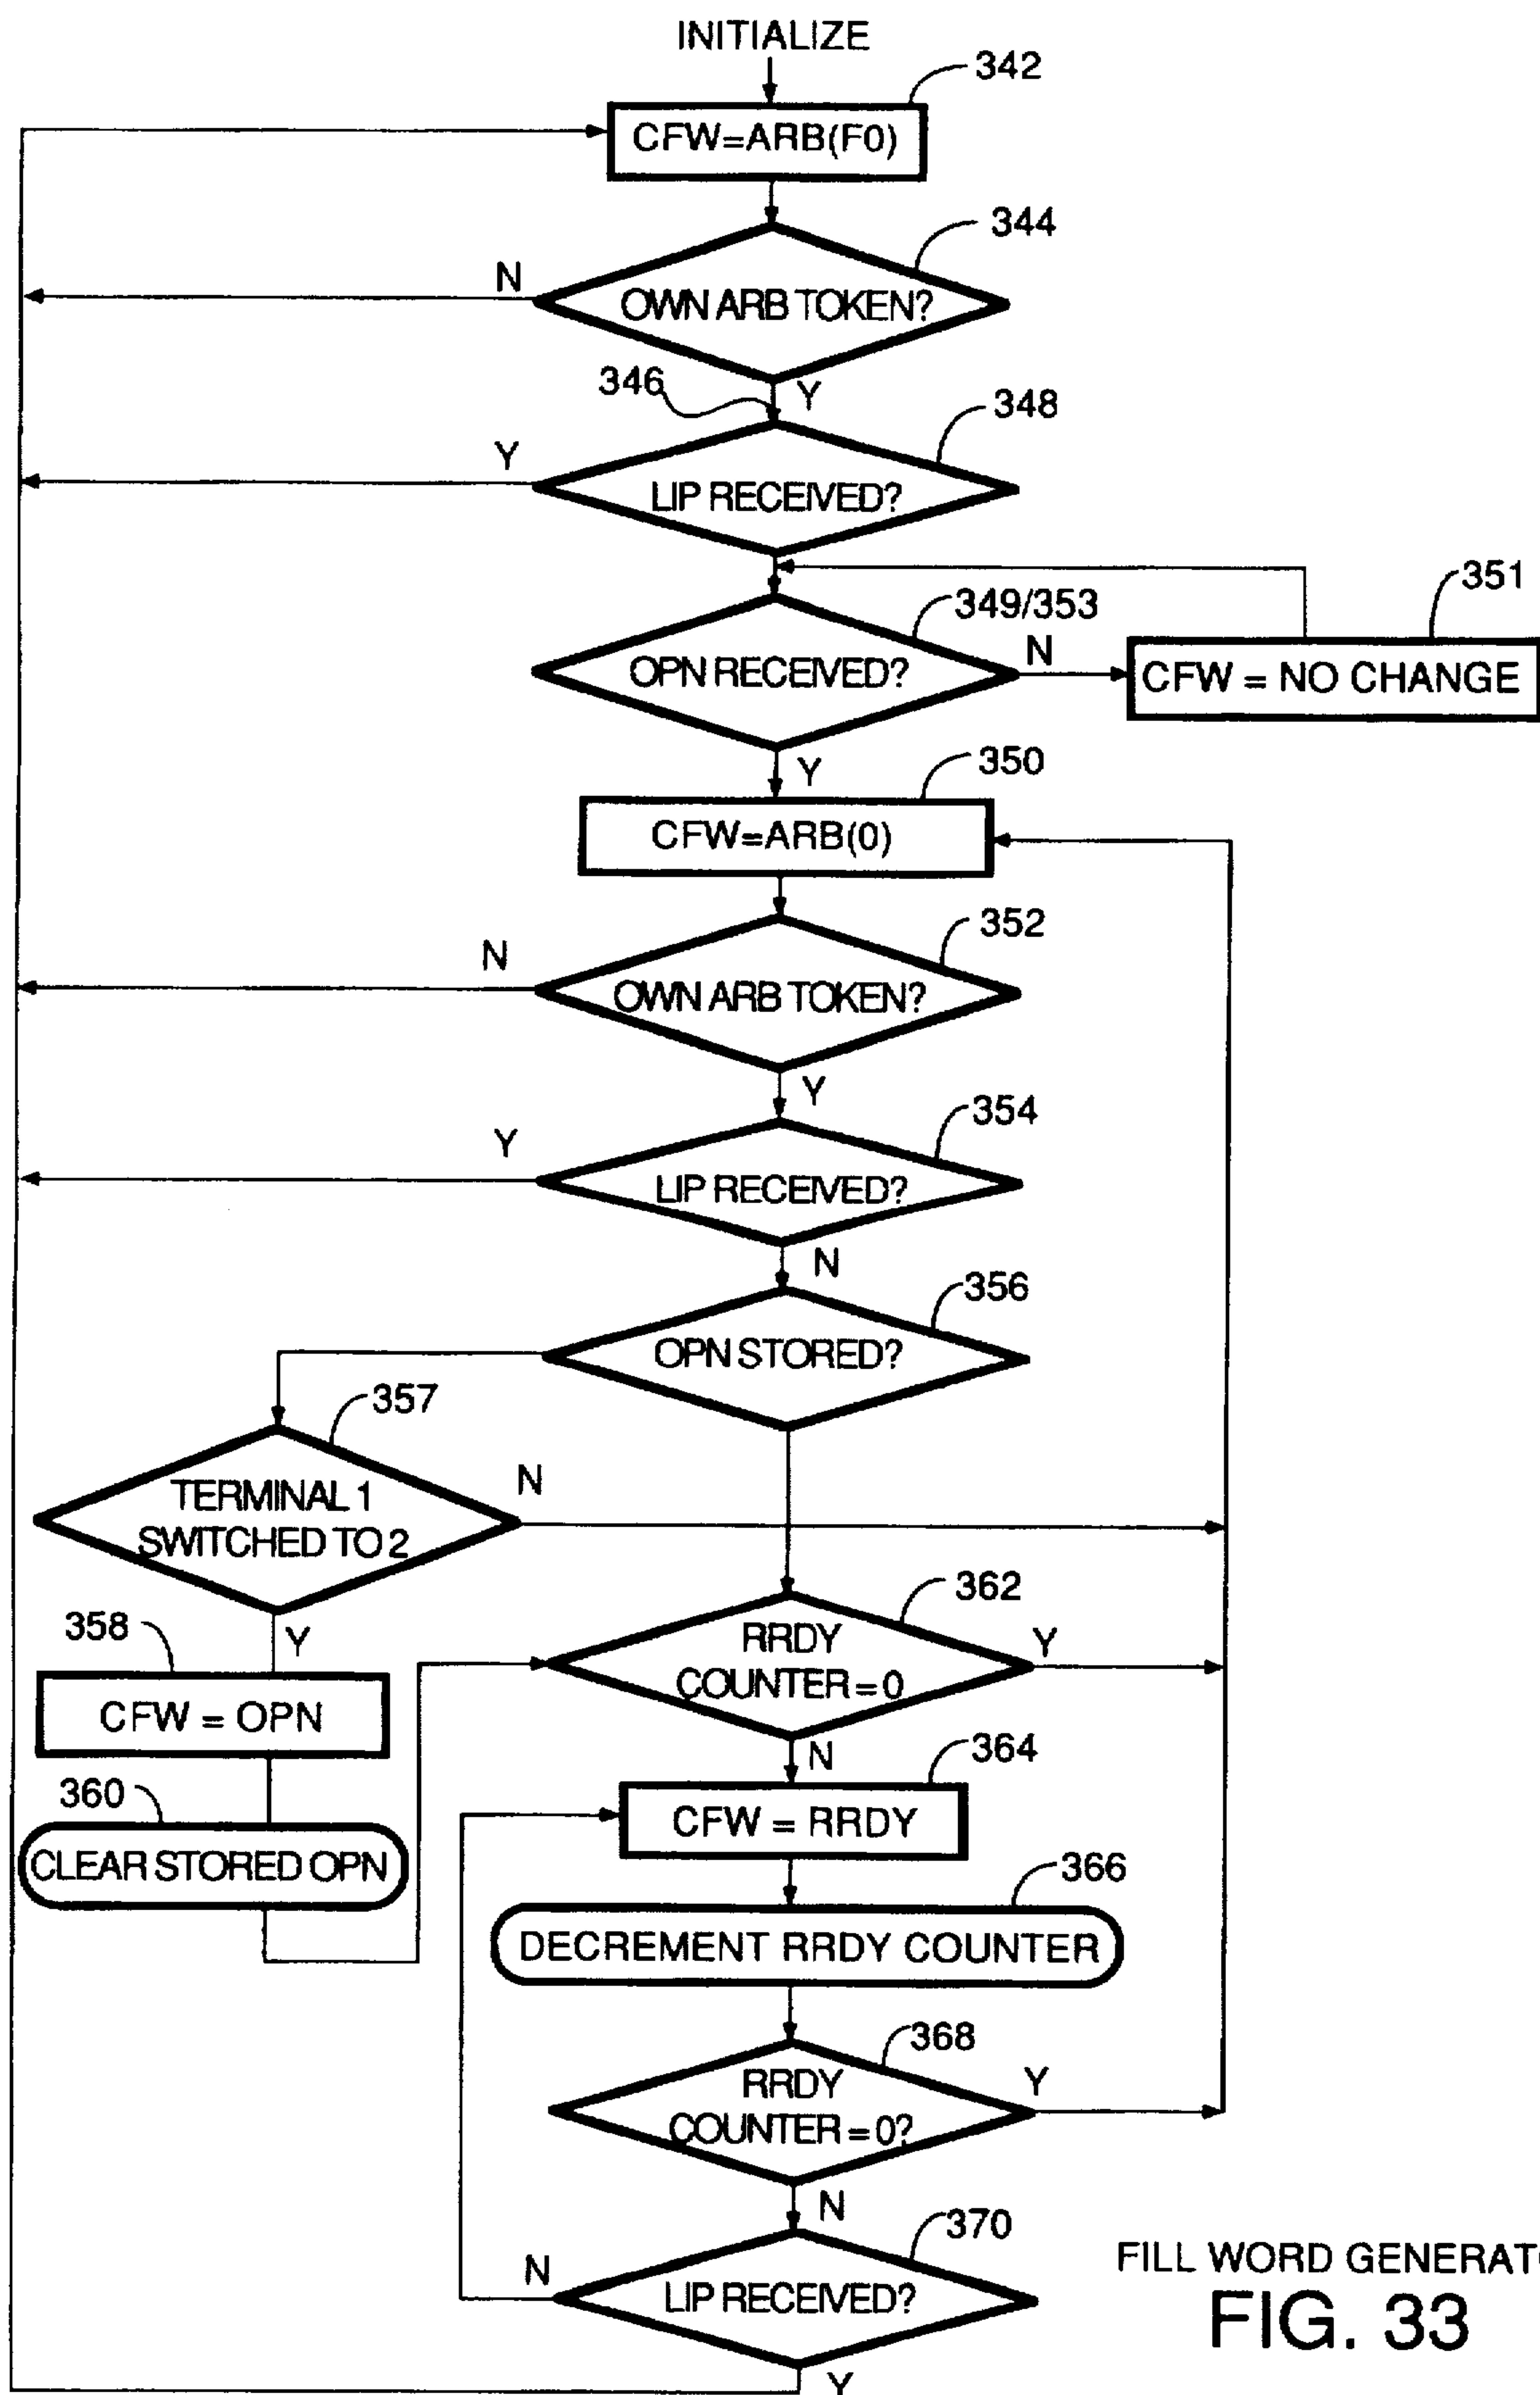 INITIALIZE
342
CFW=ARB(F0)
344
N
OWN ARB TOKEN?
346
Y
348
Y
LIP RECEIVED?
351
349/353
OPN RECEIVED?
N
CFW = NO CHANGE
Y
350
CFW=ARB(0)
352
N
OWN ARB TOKEN?
Y
354
Y
LIP RECEIVED?
N
356
OPN STORED?
357
TERMINAL 1
SWITCHED TO 2
N
362
358
Y
RRDY
COUNTER = 0
Y
CFW = OPN
N
364
360
CFW = RRDY
CLEAR STORED OPN
366
DECREMENT RRDY COUNTER
368
RRDY
COUNTER = 0?
Y
N
370
N
LIP RECEIVED?
Y
FILL WORD GENERATO
FIG. 33